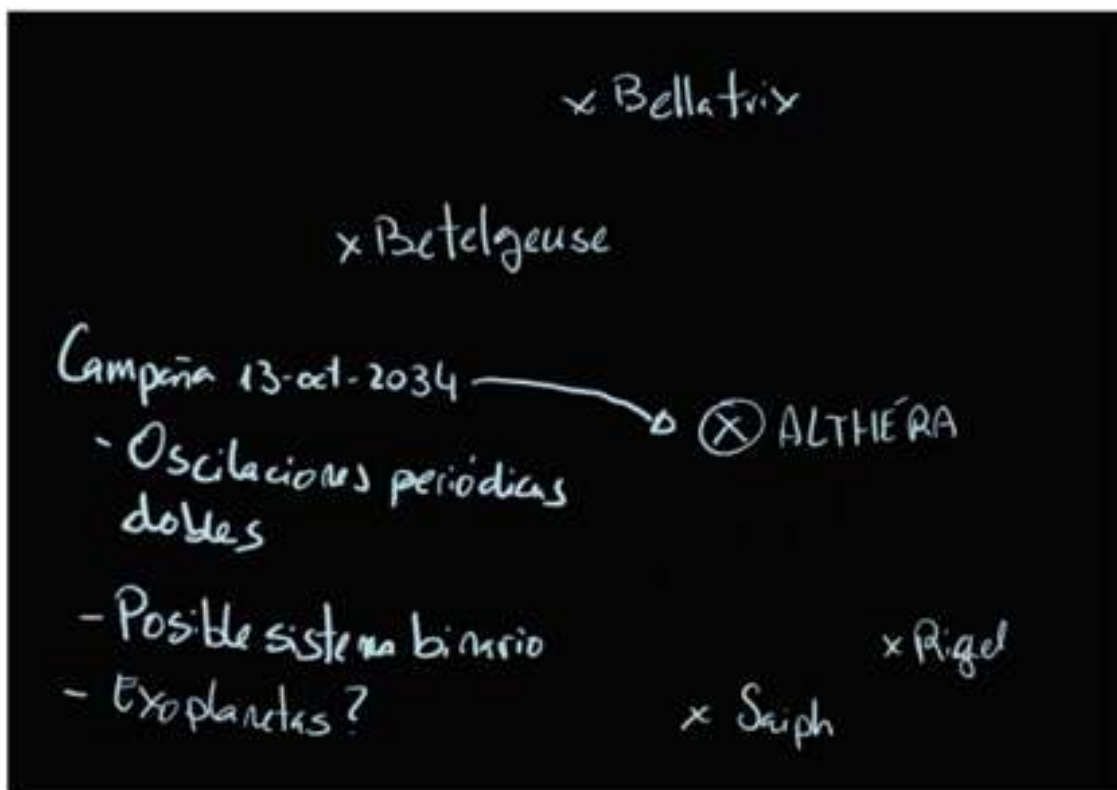 x Bellatrix
x Betelgeuse
Campaña 13-oct-2034
X ALTHÉRA
- Oscilaciones periódicas
dobles
- Posible sistema binario
x Rigel
- Exoplanetas?
x Saiph